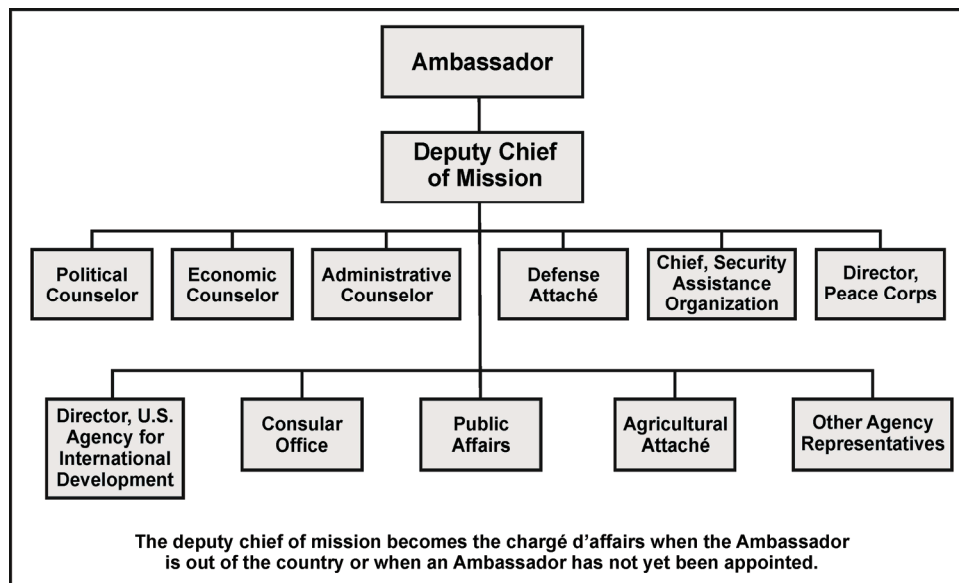 Ambassador
Deputy Chief
of Mission
Political
Counselor
Economic
Counselor
Administrative
Counselor
Defense
Attaché
Chief, Security
Assistance
Organization
Director,
Peace Corps
Director, U.S.
Agency for
International
Development
Consular
Office
Public
Affairs
Agricultural
Attaché
Other Agency
Representatives
The deputy chief of mission becomes the chargé d’affairs when the Ambassador
is out of the country or when an Ambassador has not yet been appointed.